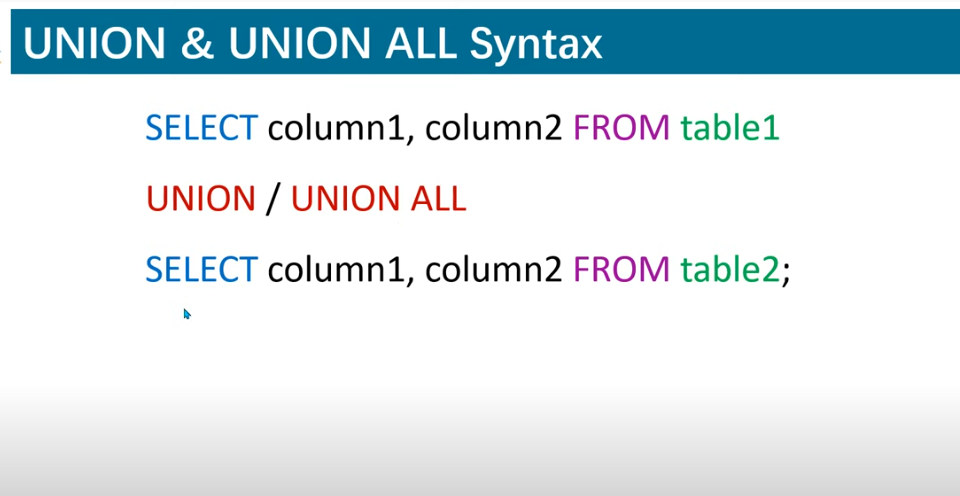 UNION & UNION ALL Syntax
SELECT column1, column2 FROM table1
UNION / UNION ALL
SELECT column1, column2 FROM table2;